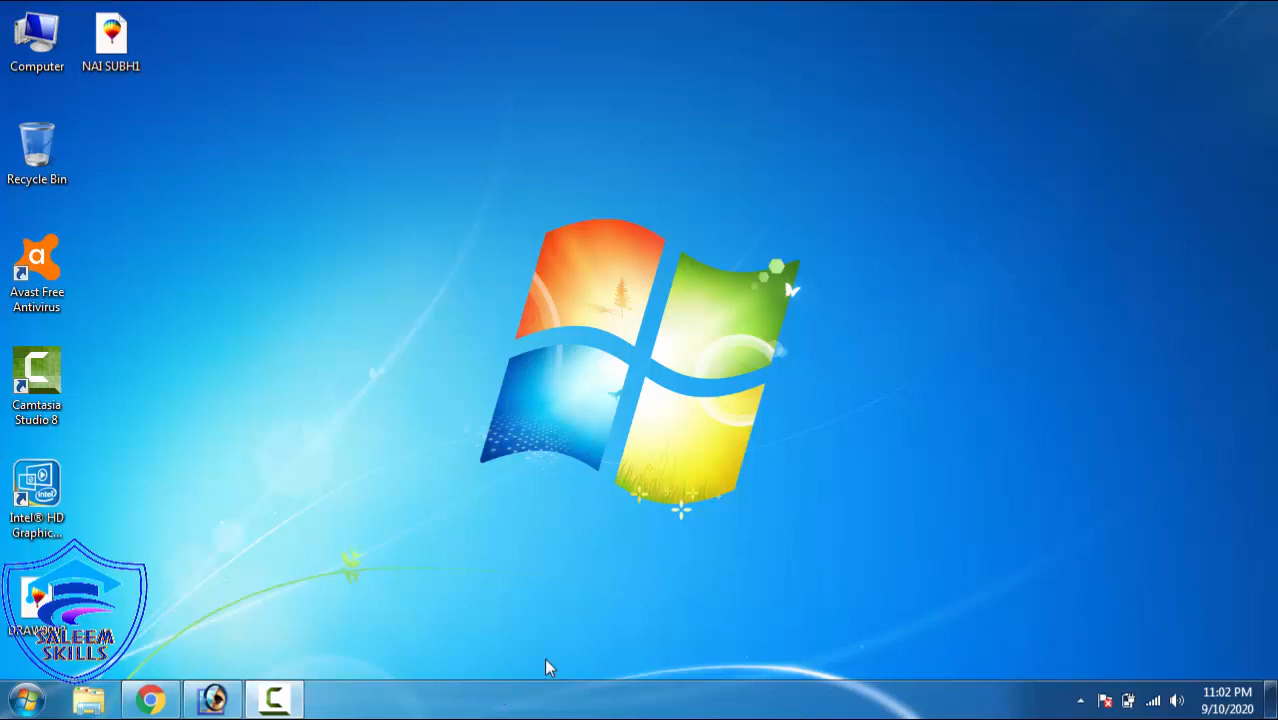 Computer
NAI SUBH1
Recycle Bin
Avast Free
Antivirus
Camtasia
Studio 8
Intel® HD
Graphic...
SALEEM
SKILLS
11:02 PM
9/10/2020